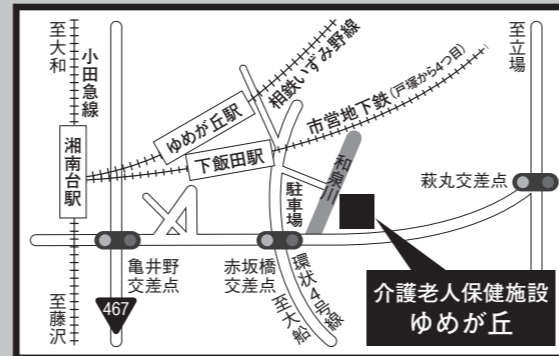 至大和
小田急線
相鉄いずみ野線
至立場
ゆめが丘駅
市営地下鉄(戸塚から4つ目)
湘南台駅
下飯田駅
和泉川
萩丸交差点
駐車場
亀井野
交差点
赤坂橋
交差点
環状4号線
至藤沢
467
至大船
介護老人保健施設
ゆめが丘